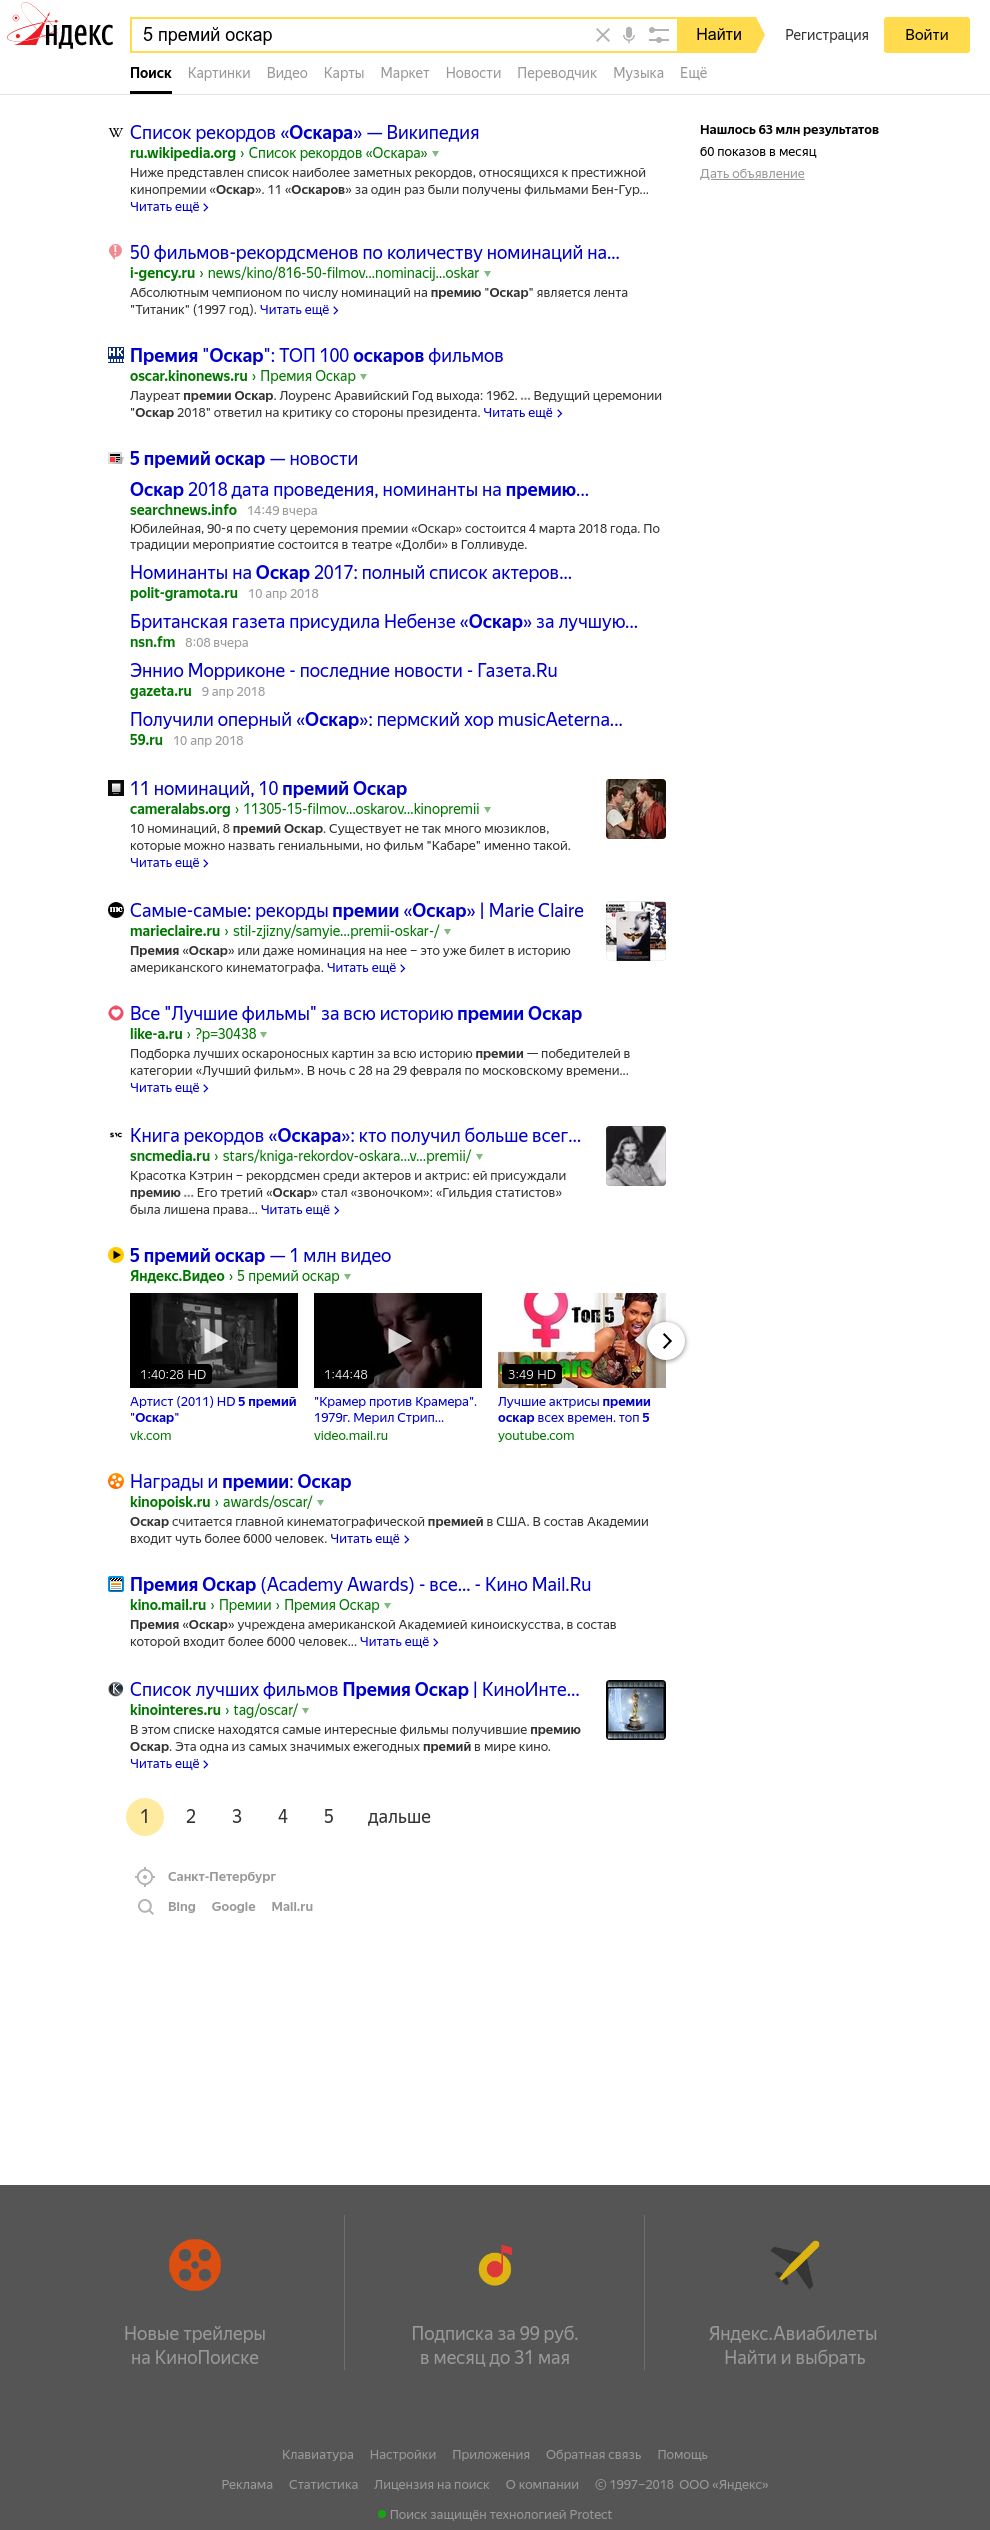 ндекс
5 премий оскар
Найти
Регистрация
Войти
Поиск Картинки Видео Карты Маркет Новости Переводчик Музыка Ещё
Список рекордов «Оскара» — Википедия
ru.wikipedia.org › Список рекордов «Оскара»
Ниже представлен список наиболее заметных рекордов, относящихся к престижной
кинопремии «Оскар». 11 «Оскаров» за один раз были получены фильмами Бен-Гур...
Читать ещё
Нашлось 63 млн результатов
60 показов в месяц
Дать объявление
50 фильмов-рекордсменов по количеству номинаций на...
i-gency.ru › news/kino/816-50-filmov...nominacij...oskar
Абсолютным чемпионом по числу номинаций на премию "Оскар" является лента
"Титаник" (1997 год). Читать ещё
Премия "Оскар": ТОП 100 оскаров фильмов
oscar.kinonews.ru › Премия Оскар
Лауреат премии Оскар. Лоуренс Аравийский Год выхода: 1962. ... Ведущий церемонии
"Оскар 2018" ответил на критику со стороны президента. Читать ещё
5 премий оскар — новости
Оскар 2018 дата проведения, номинанты на премию...
searchnews.info 14:49 вчера
Юбилейная, 90-я по счету церемония премии «Оскар» состоится 4 марта 2018 года. По
традиции мероприятие состоится в театре «Долби» в Голливуде.
Номинанты на Оскар 2017: полный список актеров...
polit-gramota.ru 10 апр 2018
Британская газета присудила Небензе «Оскар» за лучшую...
nsn.fm 8:08 вчера
Эннио Морриконе - последние новости - Газета.Ru
gazeta.ru 9 апр 2018
Получили оперный «Оскар»: пермский хор musicAeterna...
59.ru 10 апр 2018
11 номинаций, 10 премий Оскар
cameralabs.org › 11305-15-filmov...oskarov...kinopremii
10 номинаций, 8 премий Оскар. Существует не так много мюзиклов,
которые можно назвать гениальными, но фильм "Кабаре" именно такой.
Читать ещё
Самые-самые: рекорды премии «Оскар» | Marie Claire
marieclaire.ru › stil-zjizny/samyie...premii-oskar-/
Премия «Оскар» или даже номинация на нее – это уже билет в историю
американского кинематографа. Читать ещё
Все "Лучшие фильмы" за всю историю премии Оскар
like-a.ru › ?p=30438
Подборка лучших оскароносных картин за всю историю премии — победителей в
категории «Лучший фильм». В ночь с 28 на 29 февраля по московскому времени...
Читать ещё
Книга рекордов «Оскара»: кто получил больше всег...
sncmedia.ru › stars/kniga-rekordov-oskara...v...premii/
Красотка Кэтрин – рекордсмен среди актеров и актрис: ей присуждали
премию ... Его третий «Оскар» стал «звоночком»: «Гильдия статистов»
была лишена права... Читать ещё
5 премий оскар — 1 млн видео
Яндекс.Видео › 5 премий оскар
Топ 5
1:40:28 HD
1:44:48
3:49 HD
Артист (2011) HD 5 премий "Крамер против Крамера". Лучшие актрисы премии
"Оскар" 1979г. Мерил Стрип... оскар всех времен. топ 5
vk.com video.mail.ru youtube.com
Награды и премии: Оскар
kinopoisk.ru › awards/oscar/
Оскар считается главной кинематографической премией в США. В состав Академии
входит чуть более 6000 человек. Читать ещё
Премия Оскар (Academy Awards) - все... - Кино Mail.Ru
kino.mail.ru › Премии › Премия Оскар
Премия «Оскар» учреждена американской Академией киноискусства, в состав
которой входит более 6000 человек... Читать ещё
Список лучших фильмов Премия Оскар | КиноИнте...
kinointeres.ru › tag/oscar/
В этом списке находятся самые интересные фильмы получившие премию
Оскар. Эта одна из самых значимых ежегодных премий в мире кино.
Читать ещё
1 2 3 4 5 дальше
Санкт-Петербург
Bing Google Mail.ru
Новые трейлеры
на КиноПоиске
Подписка за 99 руб.
в месяц до 31 мая
Яндекс.Авиабилеты
Найти и выбрать
Клавиатура Настройки Приложения Обратная связь Помощь
Реклама Статистика Лицензия на поиск О компании © 1997–2018 ООО «Яндекс»
Поиск защищён технологией Protect